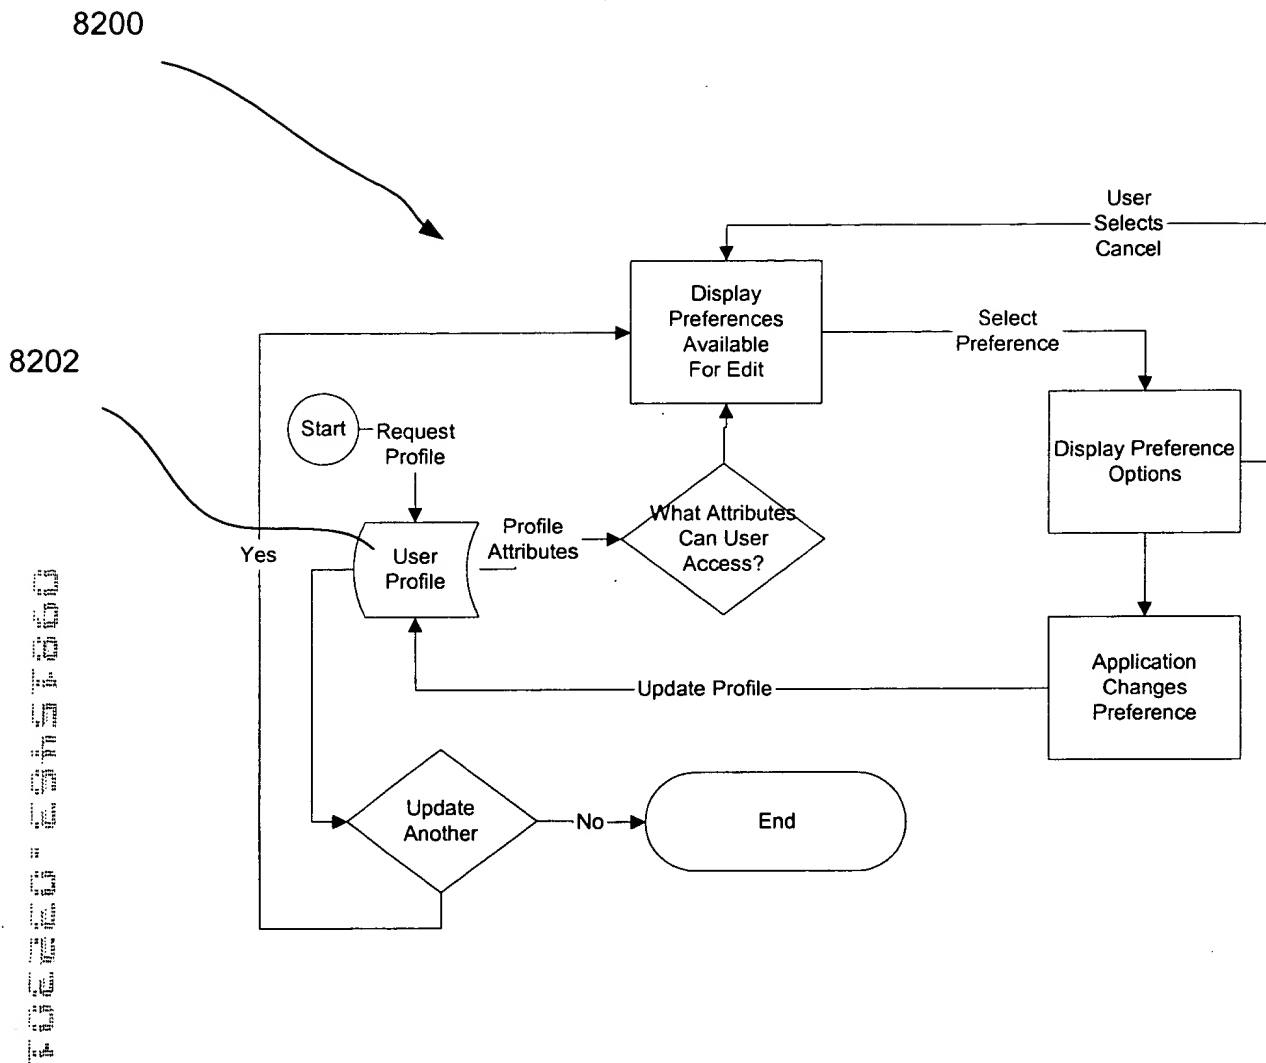 8200
User
Selects
Cancel
Display
Preferences
Available
For Edit
Select
Preference
8202
Start
Request
Profile
Display Preference
Options
What Attributes
Can User
Access?
Profile
Attributes
Yes
User
Profile
Application
Changes
Preference
Update Profile
Update
Another
No
End